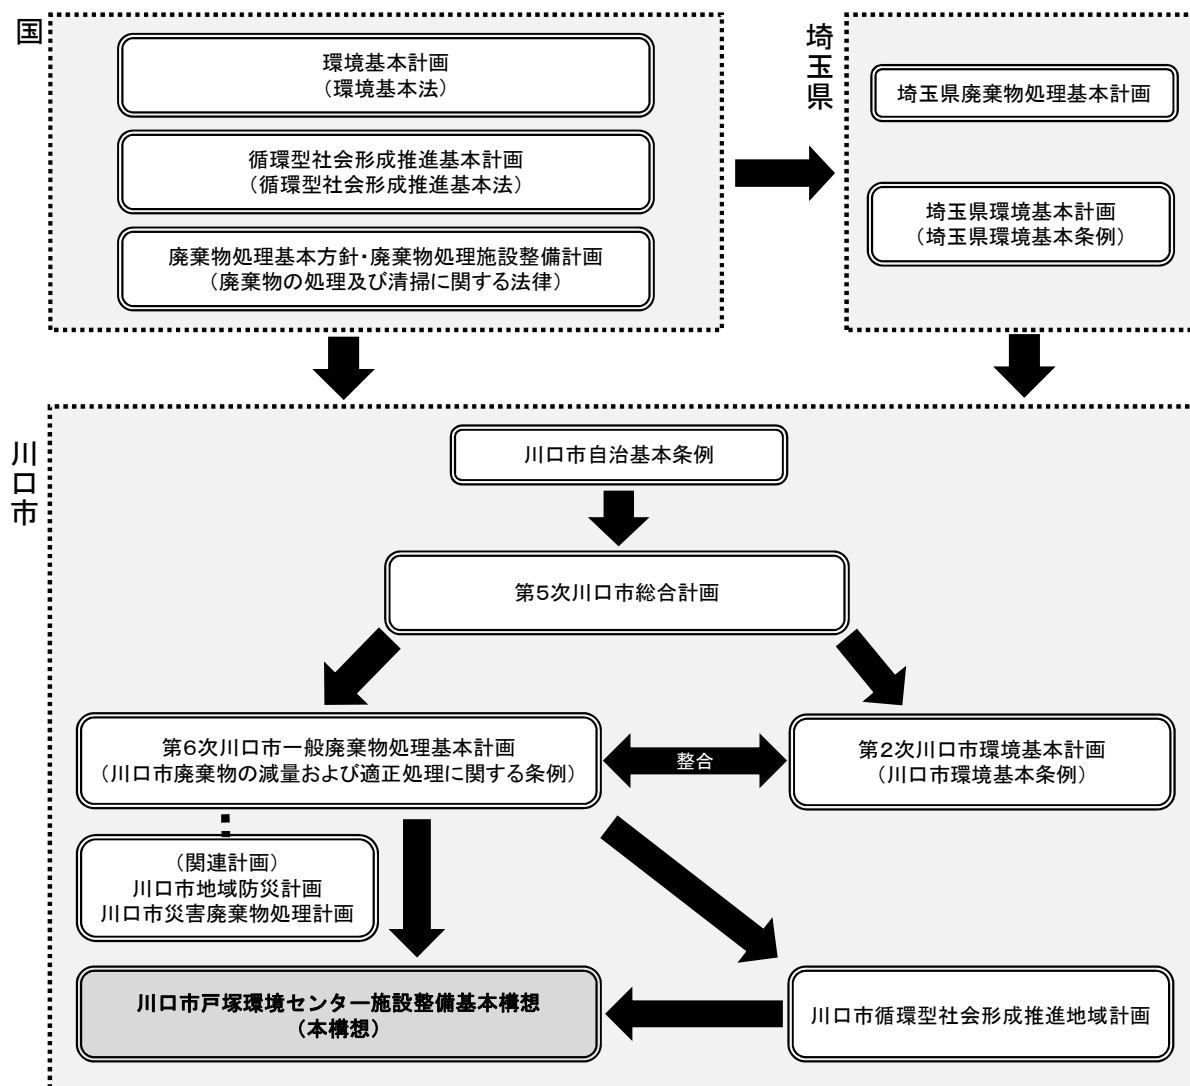 国
環境基本計画
（環境基本法）
循環型社会形成推進基本計画
（循環型社会形成推進基本法）
廃棄物処理基本方針・廃棄物処理施設整備計画
（廃棄物の処理及び清掃に関する法律）
埼玉県
埼玉県廃棄物処理基本計画
埼玉県環境基本計画
（埼玉県環境基本条例）
川口市
川口市自治基本条例
第５次川口市総合計画
第６次川口市一般廃棄物処理基本計画
（川口市廃棄物の減量および適正処理に関する条例）
整合
第２次川口市環境基本計画
（川口市環境基本条例）
（関連計画）
川口市地域防災計画
川口市災害廃棄物処理計画
川口市戸塚環境センター施設整備基本構想
（本構想）
川口市循環型社会形成推進地域計画